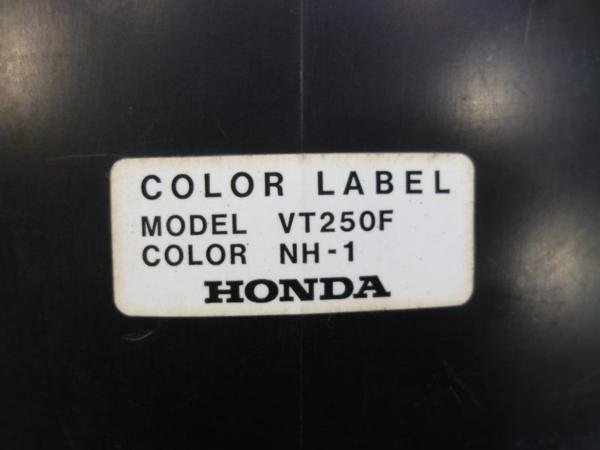 COLOR LABEL
MODEL VT250F
COLOR NH-1
HONDA